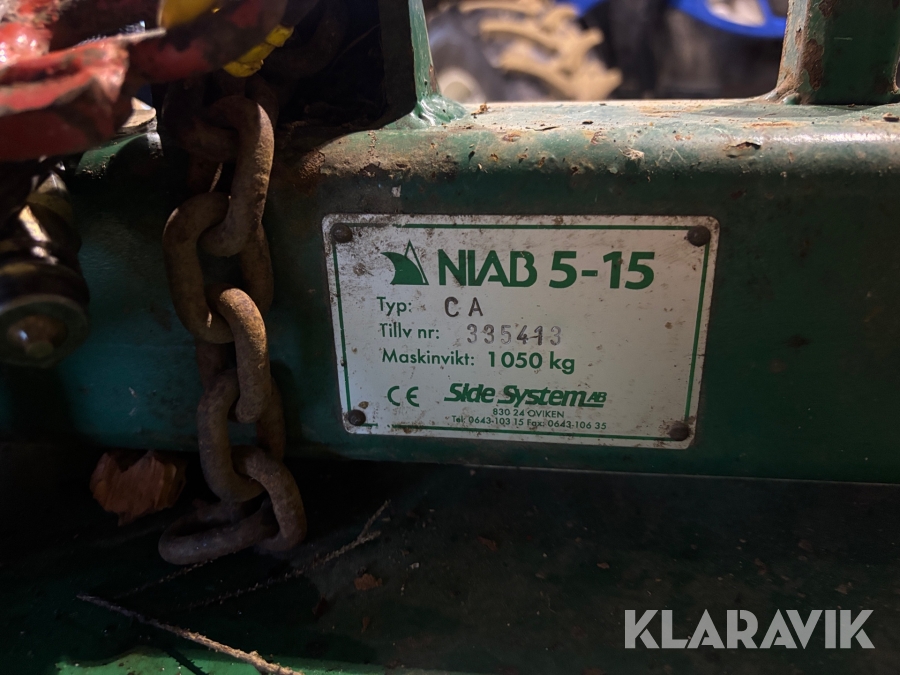 NIAB 5-15
Typ: CA
Tillv nr: 335413
Maskinvikt: 1050 kg
CE Side System AB
830 24 OVIKEN
Tel: 0643-103 15 Fax: 0643-106 35
KLARAVIK